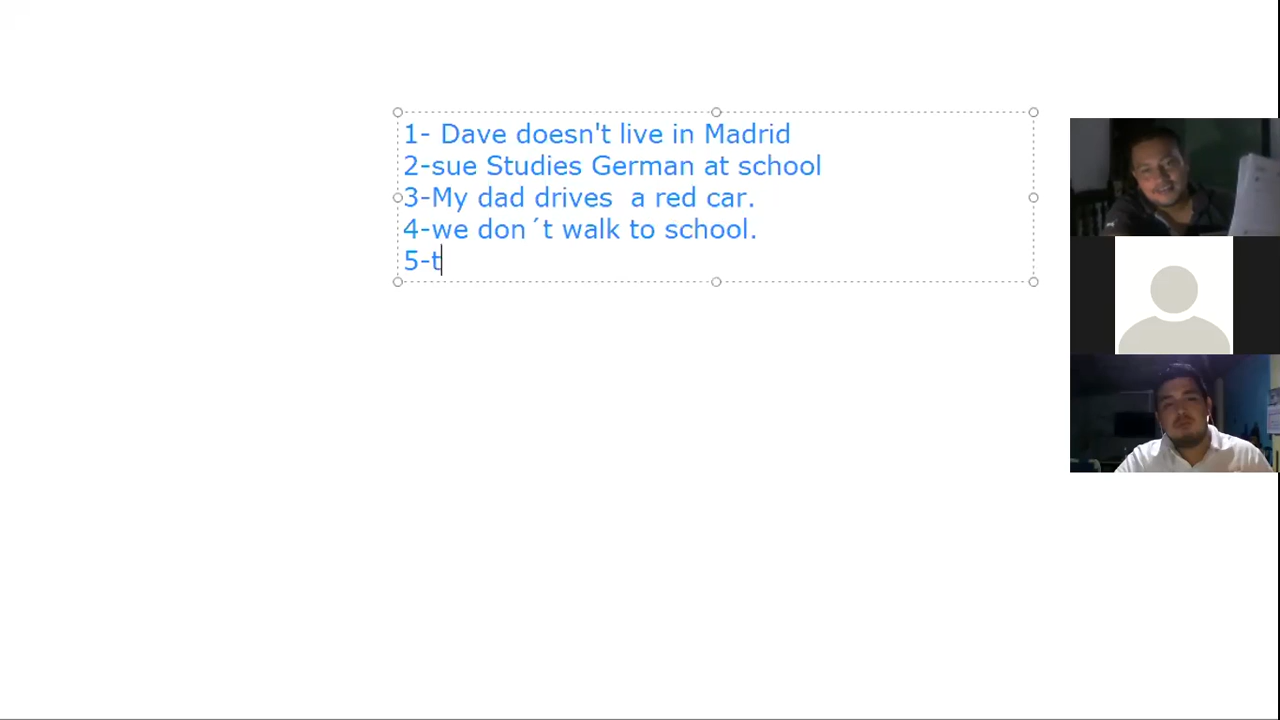 1- Dave doesn't live in Madrid
2-sue Studies German at school
3-My dad drives  a red car.
4-we don´t walk to school.
5-t